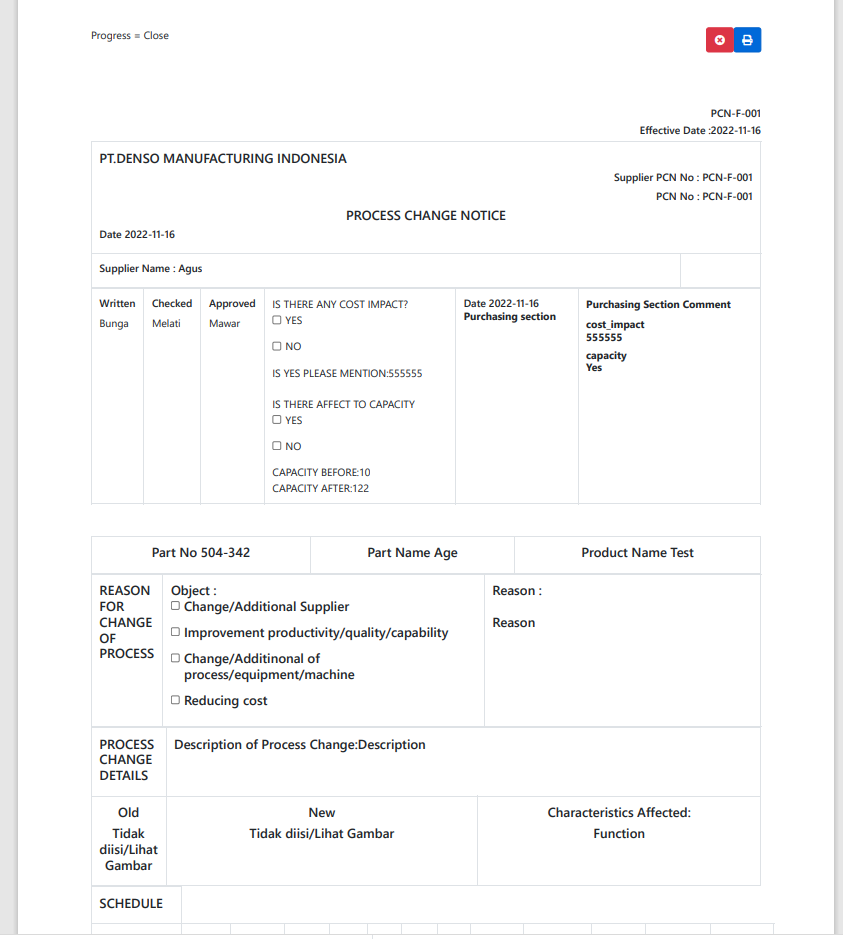 Progress = Close
PCN-F-001
Effective Date :2022-11-16
PT.DENSO MANUFACTURING INDONESIA
Supplier PCN No : PCN-F-001
PCN No : PCN-F-001
PROCESS CHANGE NOTICE
Date 2022-11-16
Supplier Name : Agus
Written
Bunga
Checked
Melati
Approved
Mawar
IS THERE ANY COST IMPACT?
YES
NO
IS YES PLEASE MENTION:555555
IS THERE AFFECT TO CAPACITY
YES
NO
CAPACITY BEFORE:10
CAPACITY AFTER:122
Date 2022-11-16
Purchasing section
Purchasing Section Comment
cost_impact
555555
capacity
Yes
Part No 504-342
Part Name Age
Product Name Test
REASON
FOR
CHANGE
OF
PROCESS
Object :
Change/Additional Supplier
Improvement productivity/quality/capability
Change/Additinonal of
process/equipment/machine
Reducing cost
Reason :
Reason
PROCESS
CHANGE
DETAILS
Description of Process Change:Description
Old
Tidak
diisi/Lihat
Gambar
New
Tidak diisi/Lihat Gambar
Characteristics Affected:
Function
SCHEDULE